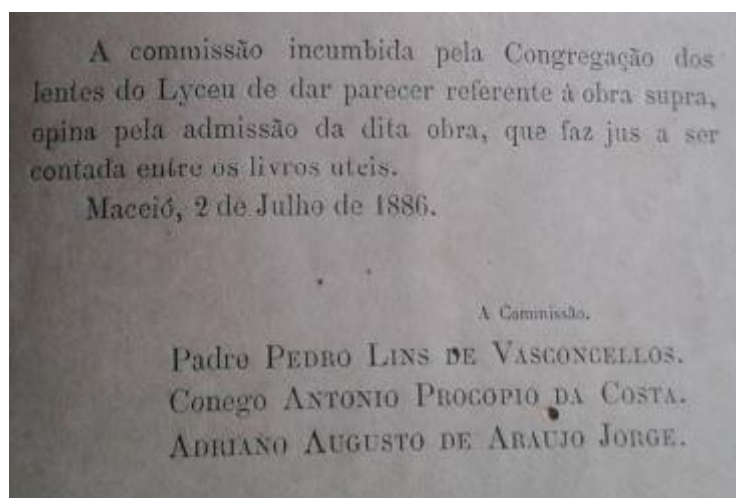 A commissão incumbida pela Congregação dos
lentes do Lyceu de dar parecer referente á obra supra,
opina pela admissão da dita obra, que faz jus a ser
contada entre os livros uteis.
Maceió, 2 de Julho de 1886.
A Commissão.
Padre PEDRO LINS DE VASCONCELLOS.
Conego ANTONIO PROCOPIO DA COSTA.
ADRIANO AUGUSTO DE ARAUJO JORGE.